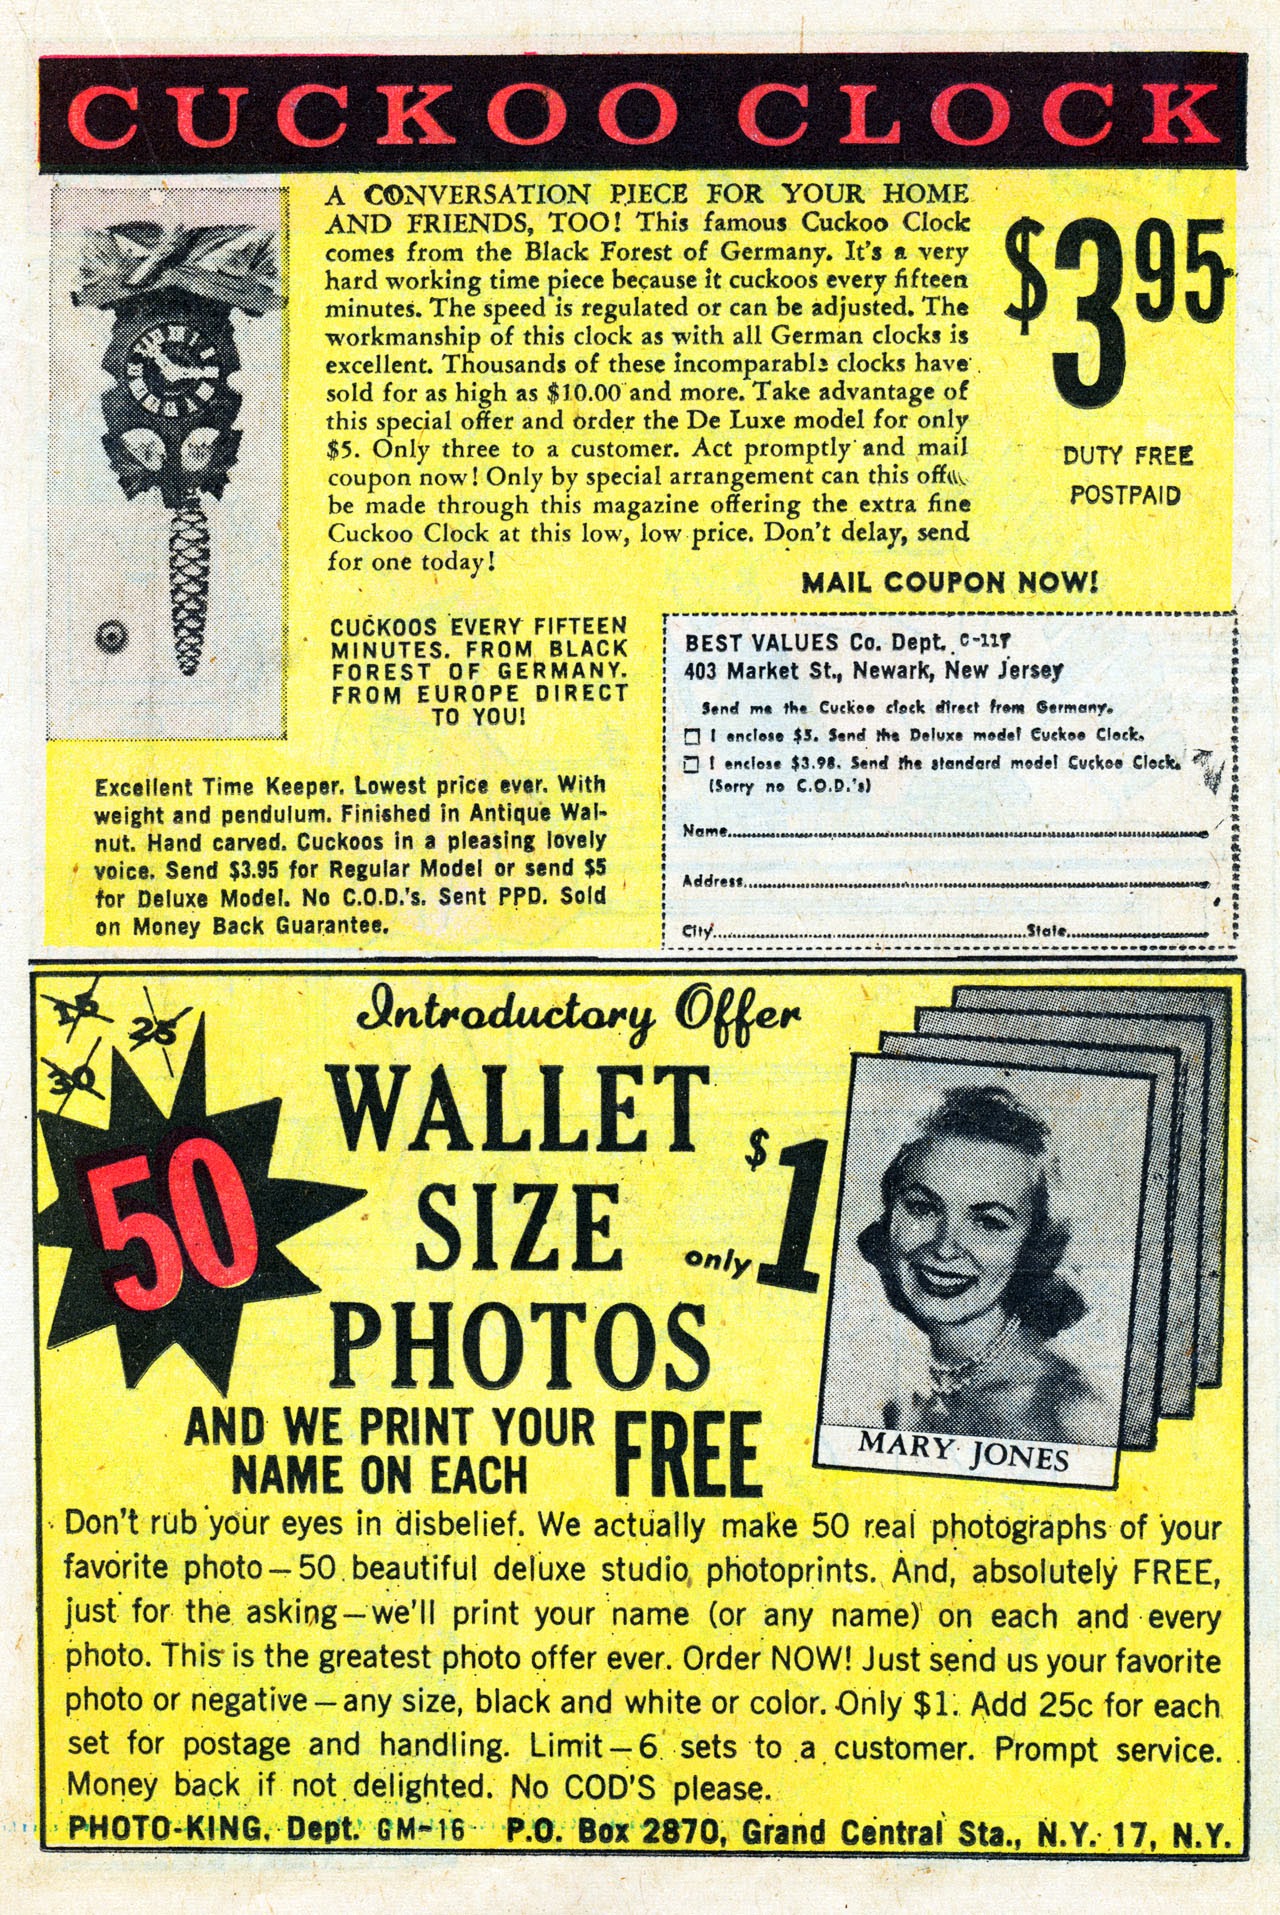 CUCKOO CLOCK
A CONVERSATION PIECE FOR YOUR HOME
AND FRIENDS, TOO! This famous Cuckoo Clock
comes from the Black Forest of Germany. It's a very
hard working time piece because it cuckoos every fifteen
minutes. The speed is regulated or can be adjusted. The
workmanship of this clock as with all German clocks is
excellent. Thousands of these incomparable clocks have
sold for as high as $10.00 and more. Take advantage of
this special offer and order the De Luxe model for only
$5. Only three to a customer. Act promptly and mail
coupon now! Only by special arrangement can this
be made through this magazine offering the extra fine
Cuckoo Clock at this low, low price. Don't delay, send
for one today!
$3 95
DUTY FREE
POSTPAID
MAIL COUPON NOW!
CUCKOOS EVERY FIFTEEN
MINUTES. FROM BLACK
FOREST OF GERMANY.
FROM EUROPE DIRECT
TO YOU!
Excellent Time Keeper. Lowest price ever. With
weight and pendulum. Finished in Antique Wal-
nut. Hand carved. Cuckoos in a pleasing lovely
voice. Send $3.95 for Regular Model or send $5
for Deluxe Model. No C.O.D.'s. Sent PPD. Sold
on Money Back Guarantee.
BEST VALUES Co. Dept. C-117
403 Market St., Newark, New Jersey
Send me the Cuckoo clock direct from Germany.
I enclose $5. Send the Deluxe model Cuckoo Clock.
I enclose $3.98. Send the standard model Cuckoo Clock.
(Sorry no C.O.D.'s)
Name
Address
City State
15
25
30
50
Introductory Offer
WALLET
SIZE
PHOTOS
only $1
AND WE PRINT YOUR
NAME ON EACH
FREE
MARY JONES
Don't rub your eyes in disbelief. We actually make 50 real photographs of your
favorite photo—50 beautiful deluxe studio photoprints. And, absolutely FREE,
just for the asking—we'll print your name (or any name) on each and every
photo. This is the greatest photo offer ever. Order NOW! Just send us your favorite
photo or negative—any size, black and white or color. Only $1. Add 25c for each
set for postage and handling. Limit—6 sets to a customer. Prompt service.
Money back if not delighted. No COD'S please.
PHOTO-KING, Dept. GM-16 P.O. Box 2870, Grand Central Sta., N.Y. 17, N.Y.